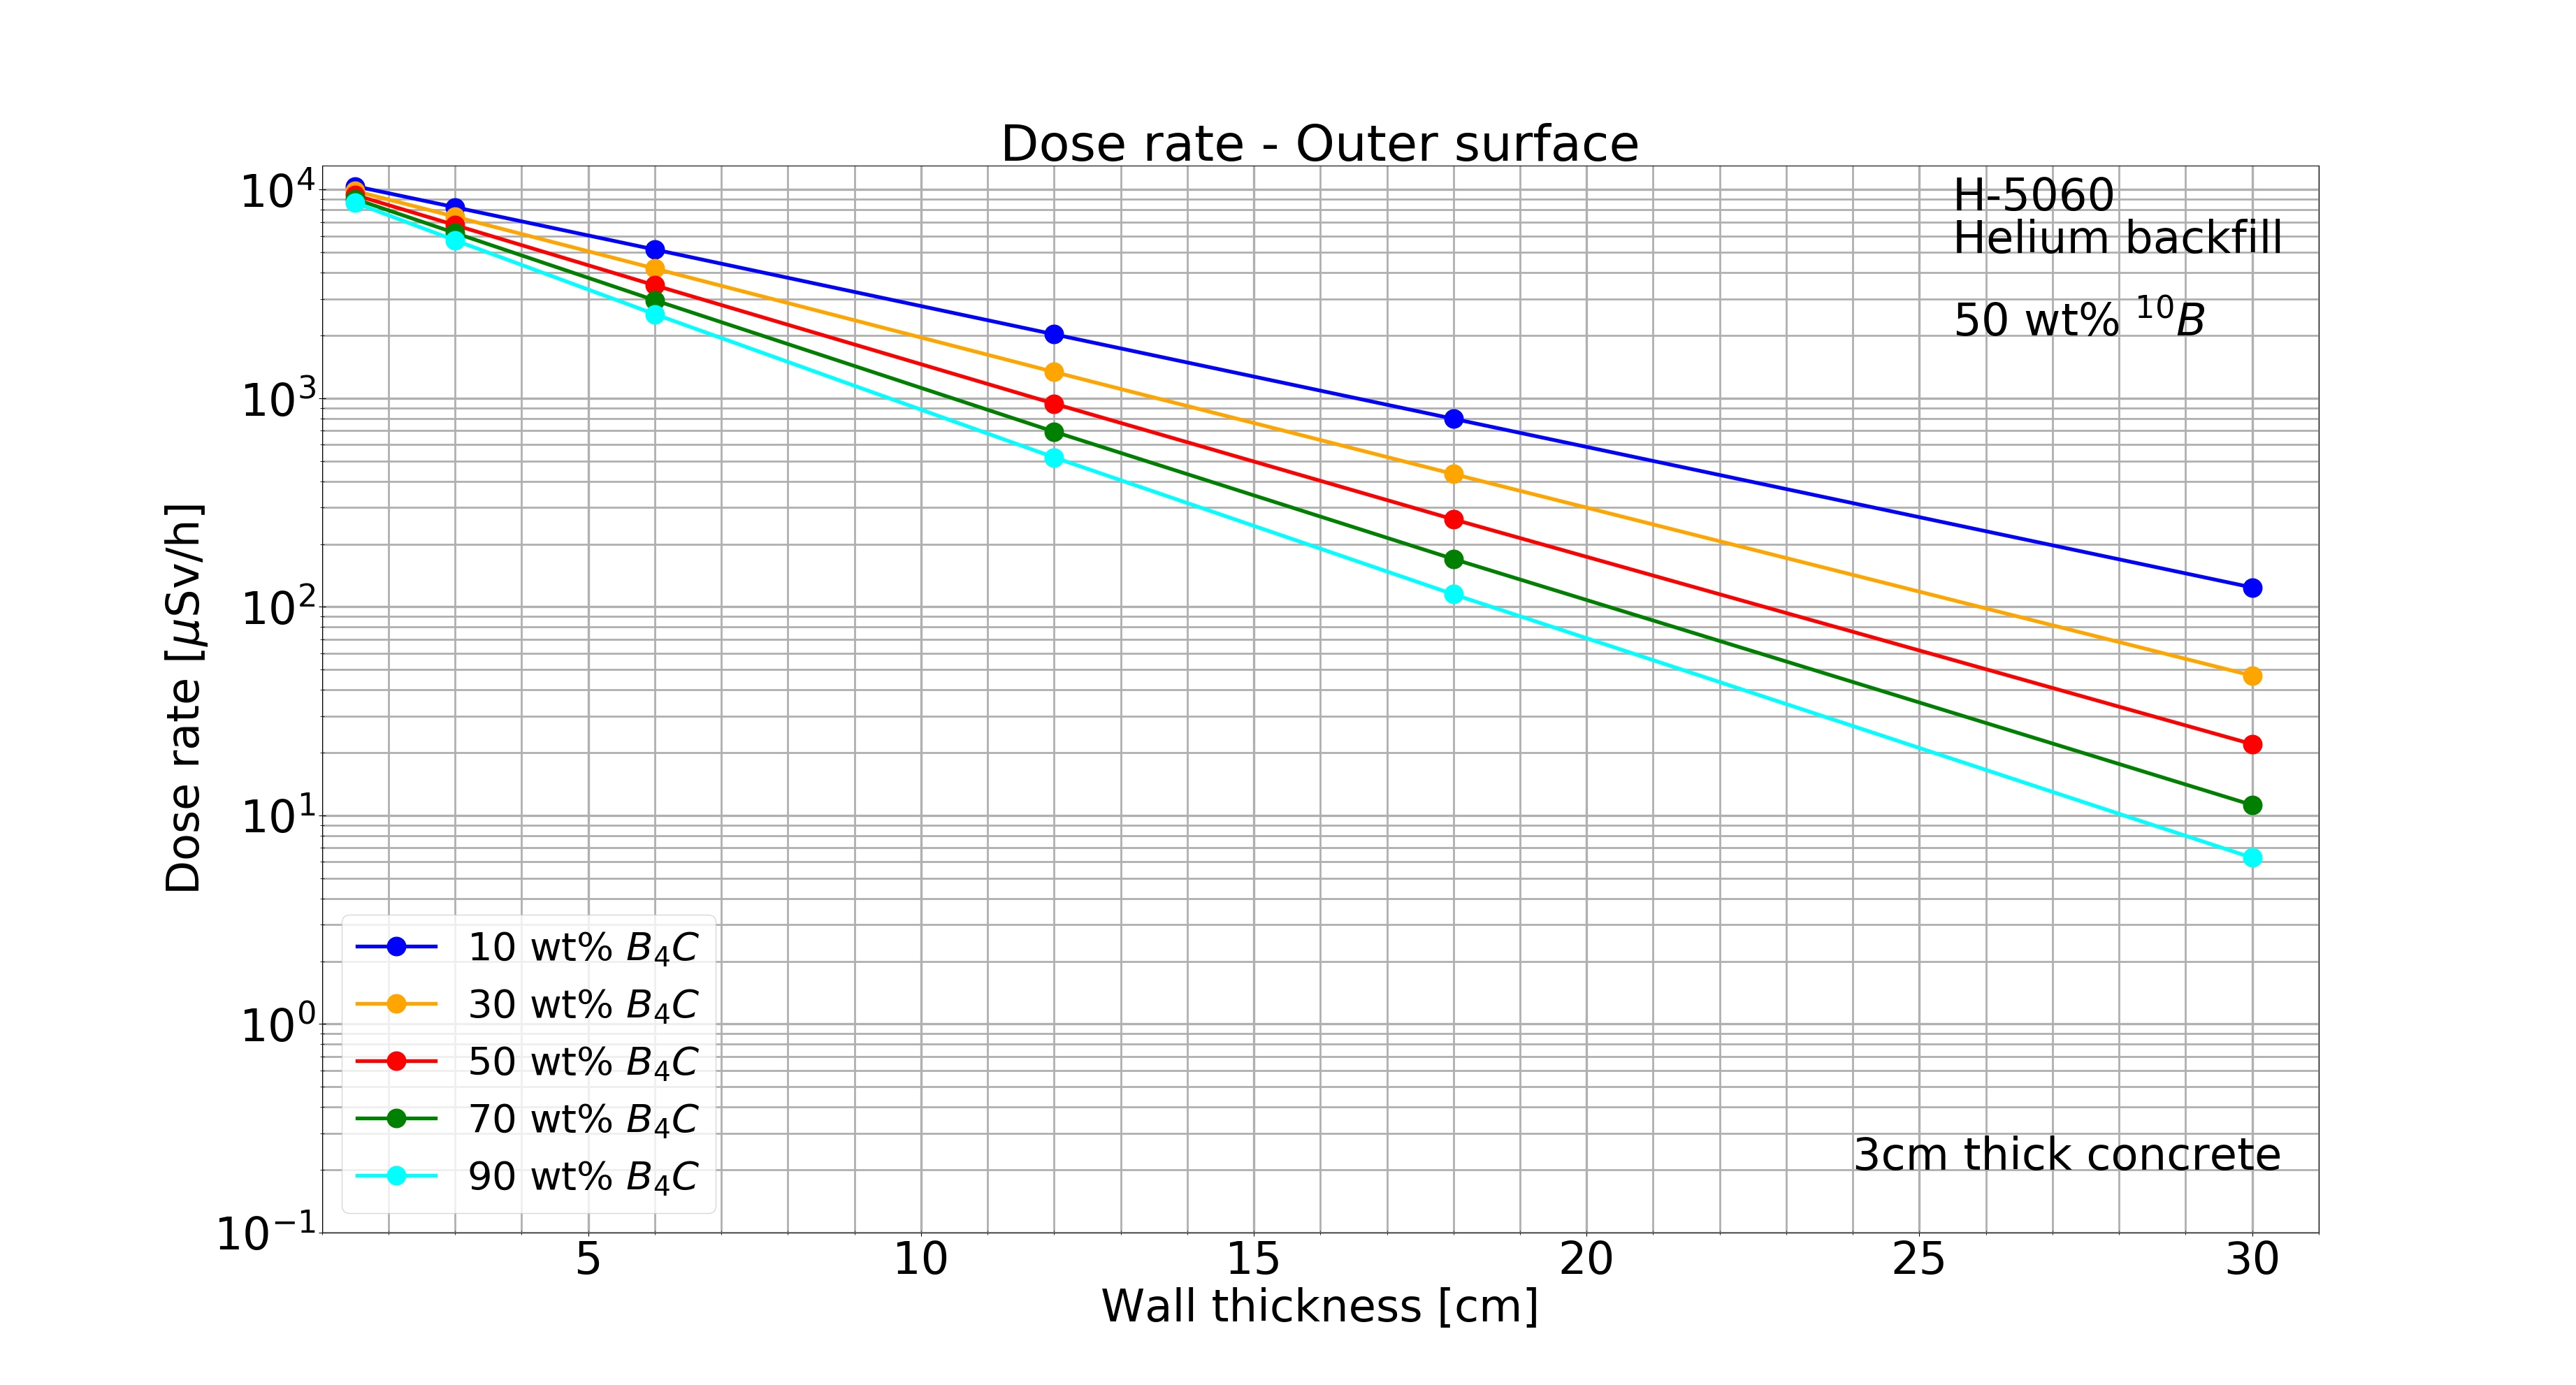 Dose rate - Outer surface
H-5060
Helium backfill
50 wt% ¹⁰B
Dose rate [μSv/h]
10⁴
10³
10²
10¹
10⁰
10⁻¹
10 wt% B₄C
30 wt% B₄C
50 wt% B₄C
70 wt% B₄C
90 wt% B₄C
3cm thick concrete
5 10 15 20 25 30
Wall thickness [cm]